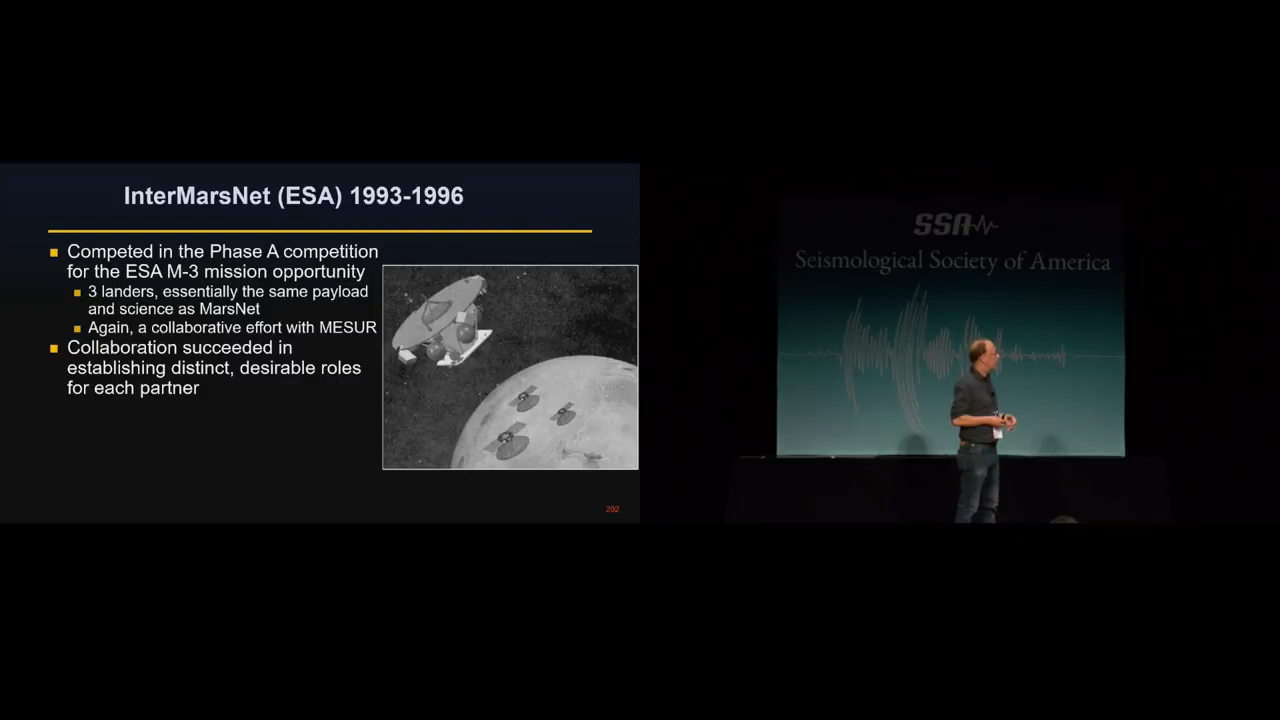 InterMarsNet (ESA) 1993-1996
Competed in the Phase A competition
for the ESA M-3 mission opportunity
3 landers, essentially the same payload
and science as MarsNet
Again, a collaborative effort with MESUR
Collaboration succeeded in
establishing distinct, desirable roles
for each partner
202
SSA
Seismological Society of America